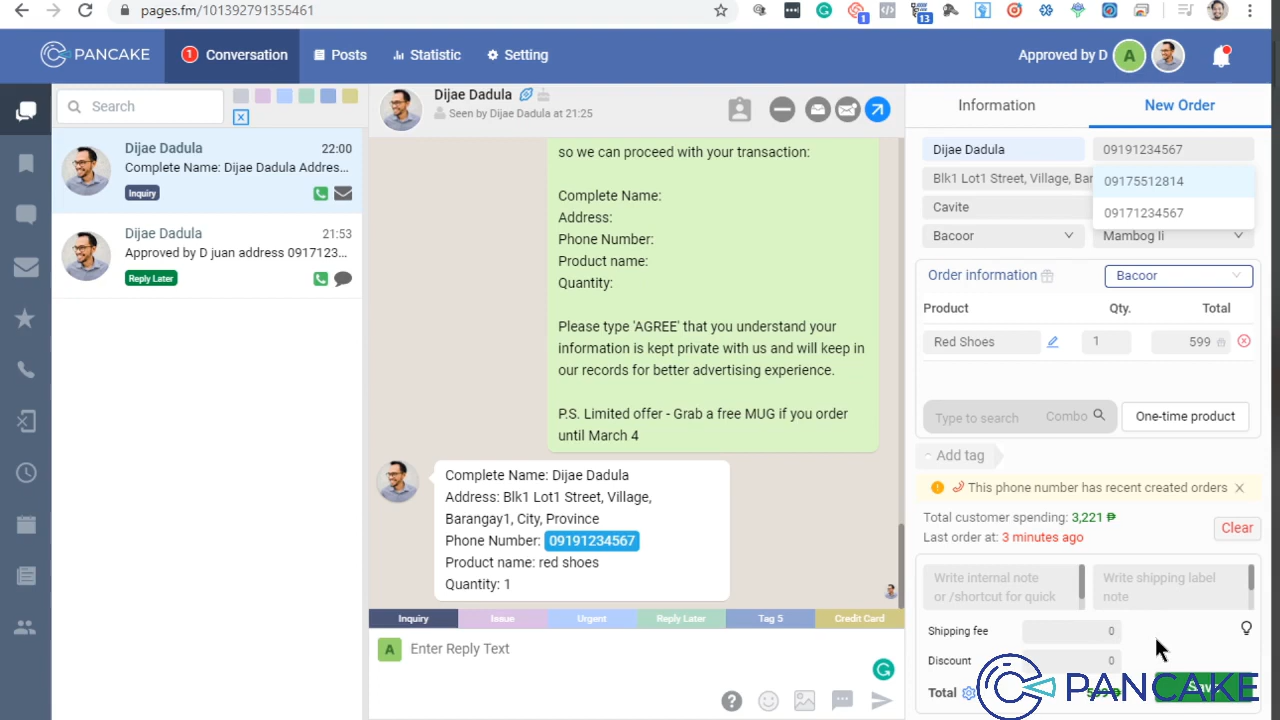 pages.fm/101392791355461
1
13
PANCAKE
1
Conversation
Posts
Statistic
Setting
Approved by D
A
Search
x
Dijae Dadula
22:00
Complete Name: Dijae Dadula Addres...
Inquiry
Dijae Dadula
21:53
Approved by D juan address 0917123...
Reply Later
Dijae Dadula
Seen by Dijae Dadula at 21:25
so we can proceed with your transaction:
Complete Name:
Address:
Phone Number:
Product name:
Quantity:
Please type 'AGREE' that you understand your
information is kept private with us and will keep in
our records for better advertising experience.
P.S. Limited offer - Grab a free MUG if you order
until March 4
Complete Name: Dijae Dadula
Address: Blk1 Lot1 Street, Village,
Barangay1, City, Province
Phone Number: 09191234567
Product name: red shoes
Quantity: 1
Inquiry
Issue
Urgent
Reply Later
Tag 5
Credit Card
A
Enter Reply Text
Information
New Order
Dijae Dadula
09191234567
Blk1 Lot1 Street, Village, Bar
09175512814
09171234567
Cavite
Bacoor
Mambog Ii
Order information
Bacoor
Product
Qty.
Total
Red Shoes
1
599
Type to search
Combo
One-time product
Add tag
This phone number has recent created orders
Total customer spending: 3,221 ₱
Last order at: 3 minutes ago
Clear
Write internal note
or /shortcut for quick
Write shipping label
note
Shipping fee
0
Discount
0
Total
599 ₱
Save
PANCAKE